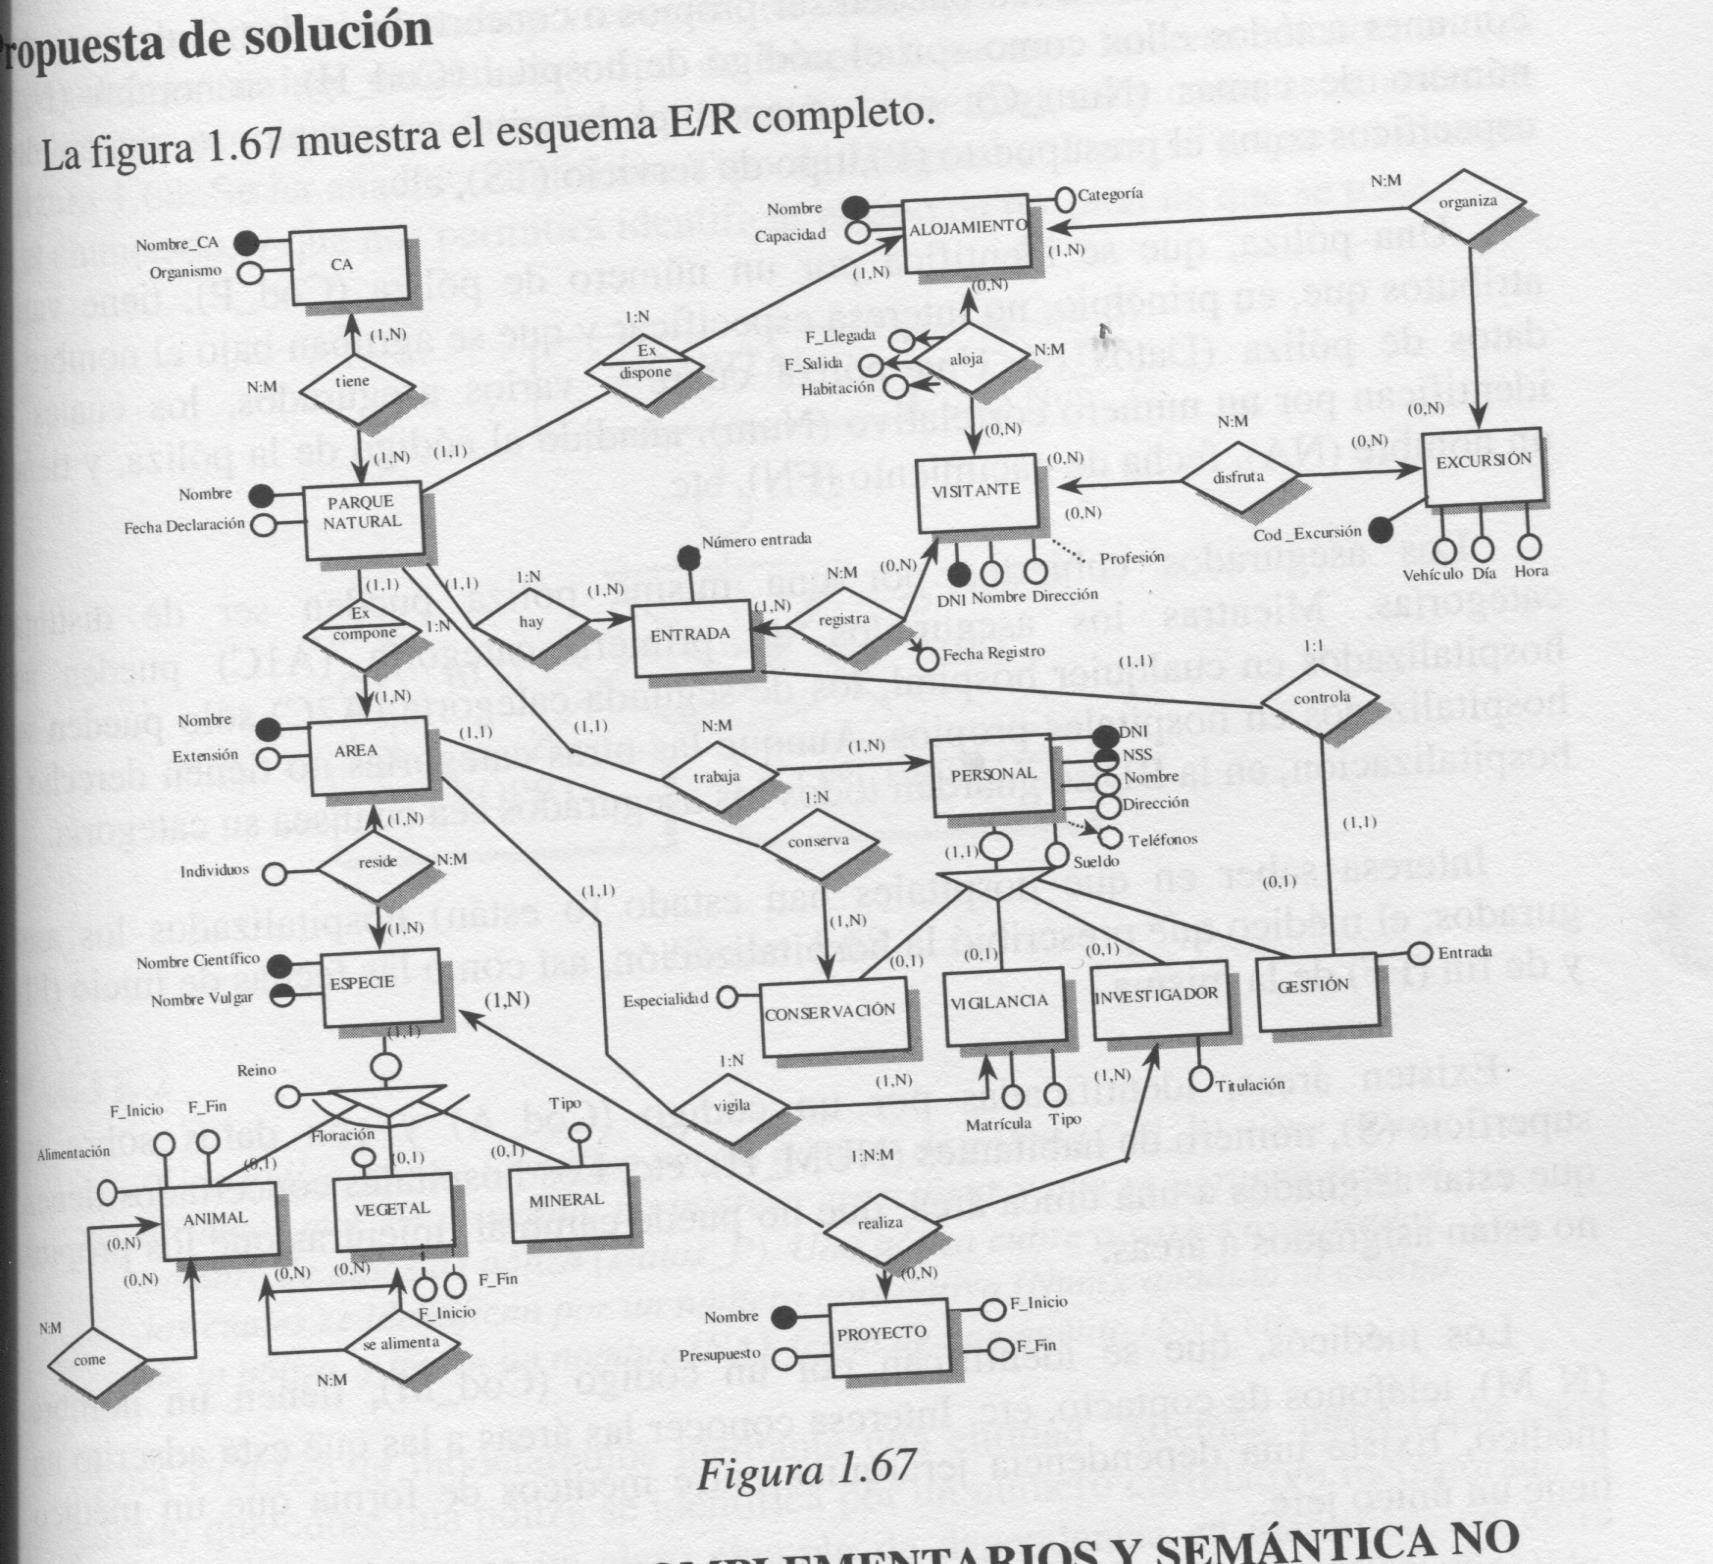 ropuesta de solución
La figura 1.67 muestra el esquema E/R completo.
N:M
organiza
Nombre
Capacidad
ALOJAMIENTO
Categoría
(1,N)
(1,N)
Nombre_CA
Organismo
CA
(1,N)
N:M
tiene
(1,N)
1:N
Ex
dispone
(1,1)
(0,N)
F_Llegada
F_Salida
Habitación
aloja
N:M
(0,N)
(0,N)
N:M
disfruta
(0,N)
(0,N)
(0,N)
EXCURSIÓN
Cod_Excursión
Vehículo Día Hora
VISITANTE
Profesión
DNI Nombre Dirección
Nombre
Fecha Declaración
PARQUE
NATURAL
(1,1)
(1,1)
1:N
hay
(1,N)
Número entrada
ENTRADA
(1,N)
N:M
registra
(0,N)
Fecha Registro
Ex
compone
1:N
(1,N)
(1,1)
1:1
controla
(1,1)
Nombre
Extensión
AREA
(1,1)
(1,1)
N:M
trabaja
(1,N)
PERSONAL
DNI
NSS
Nombre
Dirección
Teléfonos
Sueldo
(1,1)
1:N
conserva
(1,N)
(1,N)
Individuos
reside
N:M
(1,N)
(1,1)
(0,1)
(0,1)
(0,1)
(0,1)
Nombre Científico
Nombre Vulgar
ESPECIE
(1,1)
(1,N)
Especialidad
CONSERVACIÓN
VIGILANCIA
INVESTIGADOR
GESTIÓN
Entrada
Matrícula
Tipo
Titulación
1:N
vigila
(1,N)
(1,N)
Reino
F_Inicio
F_Fin
Alimentación
Floración
Tipo
(0,1)
(0,1)
(0,1)
ANIMAL
VEGETAL
MINERAL
(0,N)
(0,N)
(0,N)
(0,N)
F_Inicio
F_Fin
N:M
come
se alimenta
N:M
1:N:M
realiza
(0,N)
Nombre
Presupuesto
PROYECTO
F_Inicio
F_Fin
Figura 1.67
OMPLEMENTARIOS Y SEMÁNTICA NO